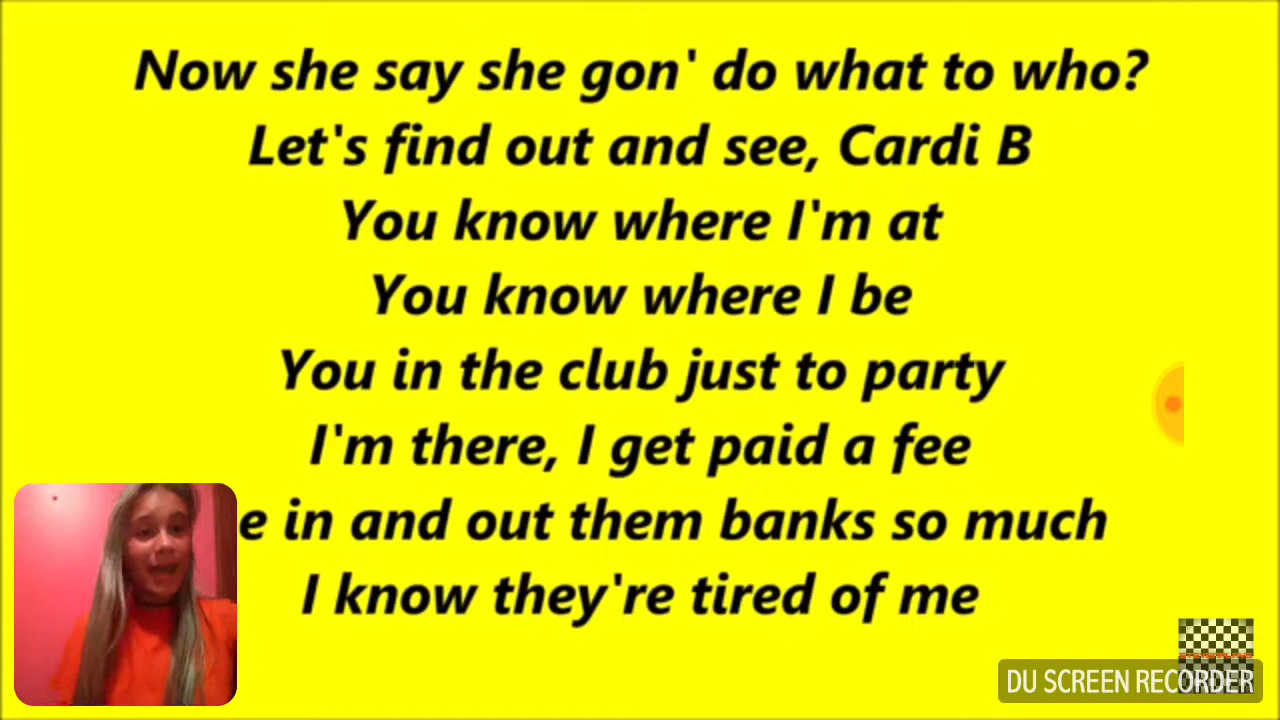 Now she say she gon' do what to who?
Let's find out and see, Cardi B
You know where I'm at
You know where I be
You in the club just to party
I'm there, I get paid a fee
e in and out them banks so much
I know they're tired of me
DU SCREEN RECORDER